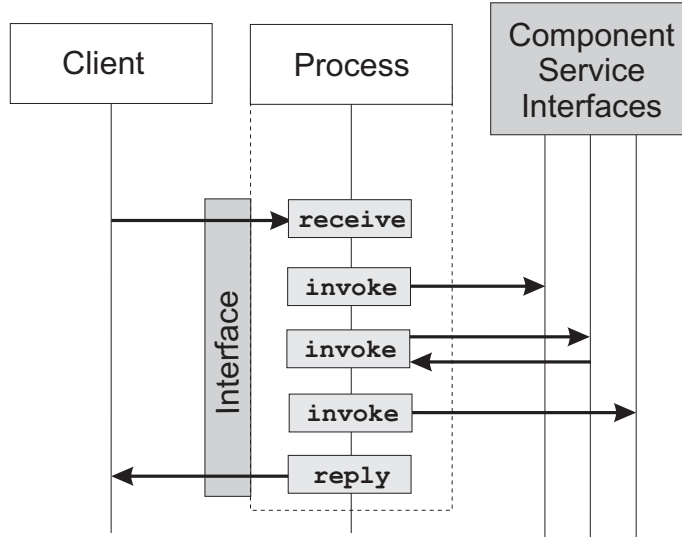 Client
Process
Component
Service
Interfaces
Interface
receive
invoke
invoke
invoke
reply